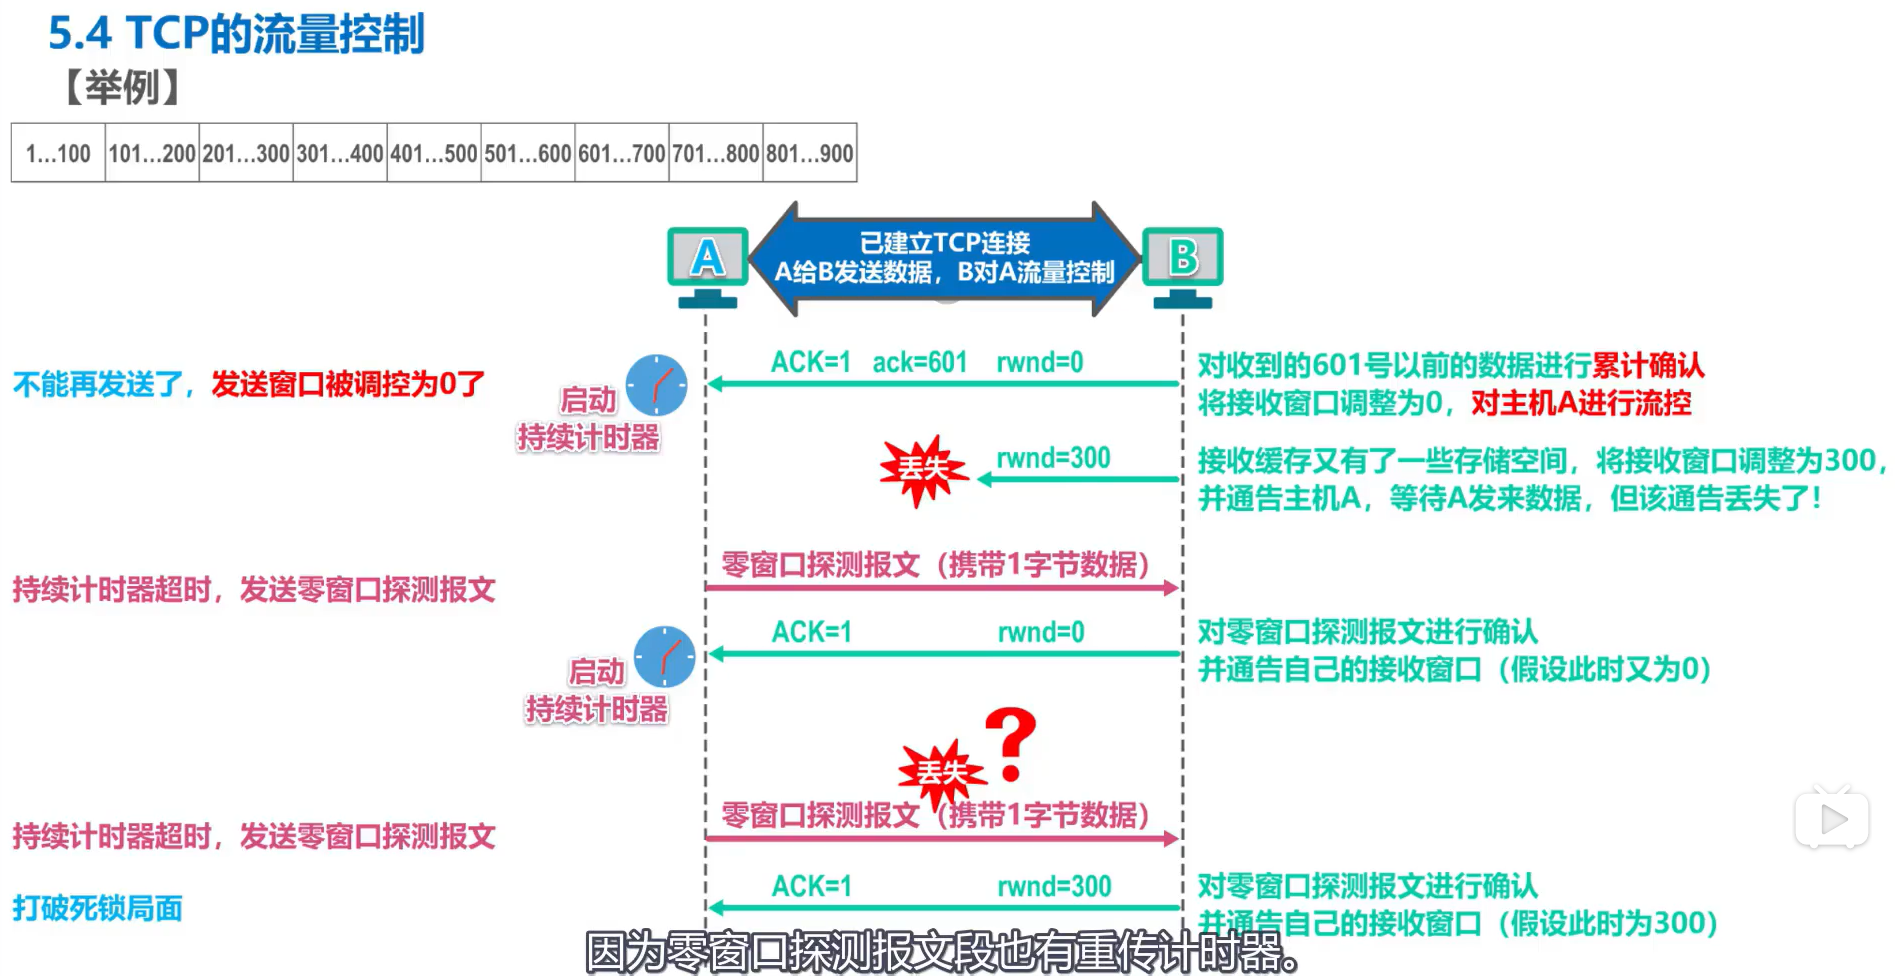 5.4 TCP的流量控制
【举例】
1…100 101…200 201…300 301…400 401…500 501…600 601…700 701…800 801…900
A
已建立TCP连接
A给B发送数据，B对A流量控制
B
不能再发送了，发送窗口被调控为0了
启动
持续计时器
ACK=1 ack=601 rwnd=0
对收到的601号以前的数据进行累计确认
将接收窗口调整为0，对主机A进行流控
丢失
rwnd=300
接收缓存又有了一些存储空间，将接收窗口调整为300，
并通告主机A，等待A发来数据，但该通告丢失了！
持续计时器超时，发送零窗口探测报文
零窗口探测报文（携带1字节数据）
启动
持续计时器
ACK=1 rwnd=0
对零窗口探测报文进行确认
并通告自己的接收窗口（假设此时又为0）
丢失
?
持续计时器超时，发送零窗口探测报文
零窗口探测报文（携带1字节数据）
打破死锁局面
ACK=1 rwnd=300
对零窗口探测报文进行确认
并通告自己的接收窗口（假设此时为300）
因为零窗口探测报文段也有重传计时器。